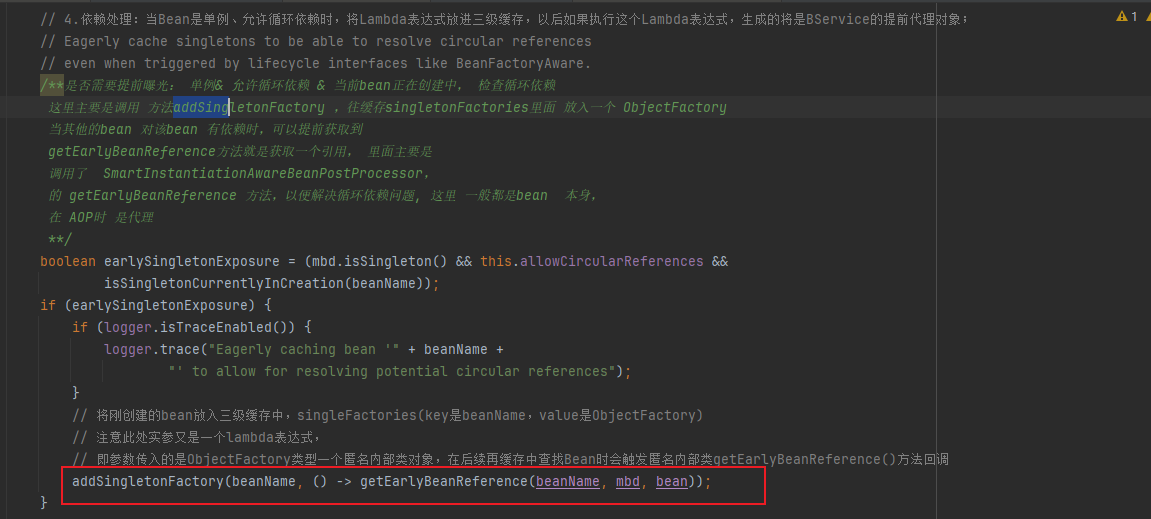 // 4.依赖处理：当Bean是单例、允许循环依赖时，将Lambda表达式放进三级缓存，以后如果执行这个Lambda表达式，生成的将是BService的提前代理对象；
1
// Eagerly cache singletons to be able to resolve circular references
// even when triggered by lifecycle interfaces like BeanFactoryAware.
/**是否需要提前曝光： 单例& 允许循环依赖 & 当前bean正在创建中， 检查循环依赖
这里主要是调用 方法addSingletonFactory ，往缓存singletonFactories里面 放入一个 ObjectFactory
当其他的bean 对该bean 有依赖时，可以提前获取到
getEarlyBeanReference方法就是获取一个引用， 里面主要是
调用了 SmartInstantiationAwareBeanPostProcessor，
的 getEarlyBeanReference 方法，以便解决循环依赖问题, 这里 一般都是bean 本身，
在 AOP时 是代理
**/
boolean earlySingletonExposure = (mbd.isSingleton() && this.allowCircularReferences &&
isSingletonCurrentlyInCreation(beanName));
if (earlySingletonExposure) {
if (logger.isTraceEnabled()) {
logger.trace("Eagerly caching bean '" + beanName +
"' to allow for resolving potential circular references");
}
// 将刚创建的bean放入三级缓存中，singleFactories(key是beanName，value是ObjectFactory)
// 注意此处实参又是一个lambda表达式，
// 即参数传入的是ObjectFactory类型一个匿名内部类对象，在后续再缓存中查找Bean时会触发匿名内部类getEarlyBeanReference()方法回调
addSingletonFactory(beanName, () -> getEarlyBeanReference(beanName, mbd, bean));
}